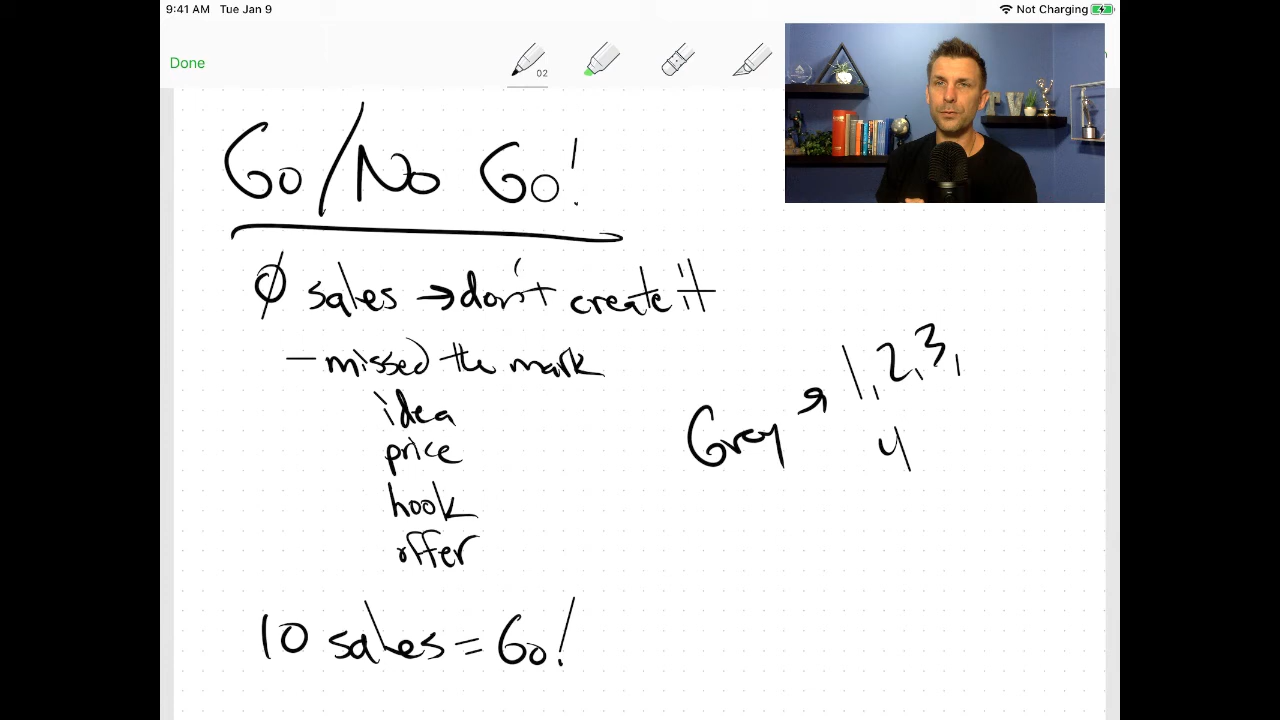 9:41 AM Tue Jan 9
Not Charging
Done
02
Go/No Go!
Ø sales → don't create it
- missed the mark
idea
price
hook
offer
Grey → 1, 2, 3,
4
10 sales = Go!